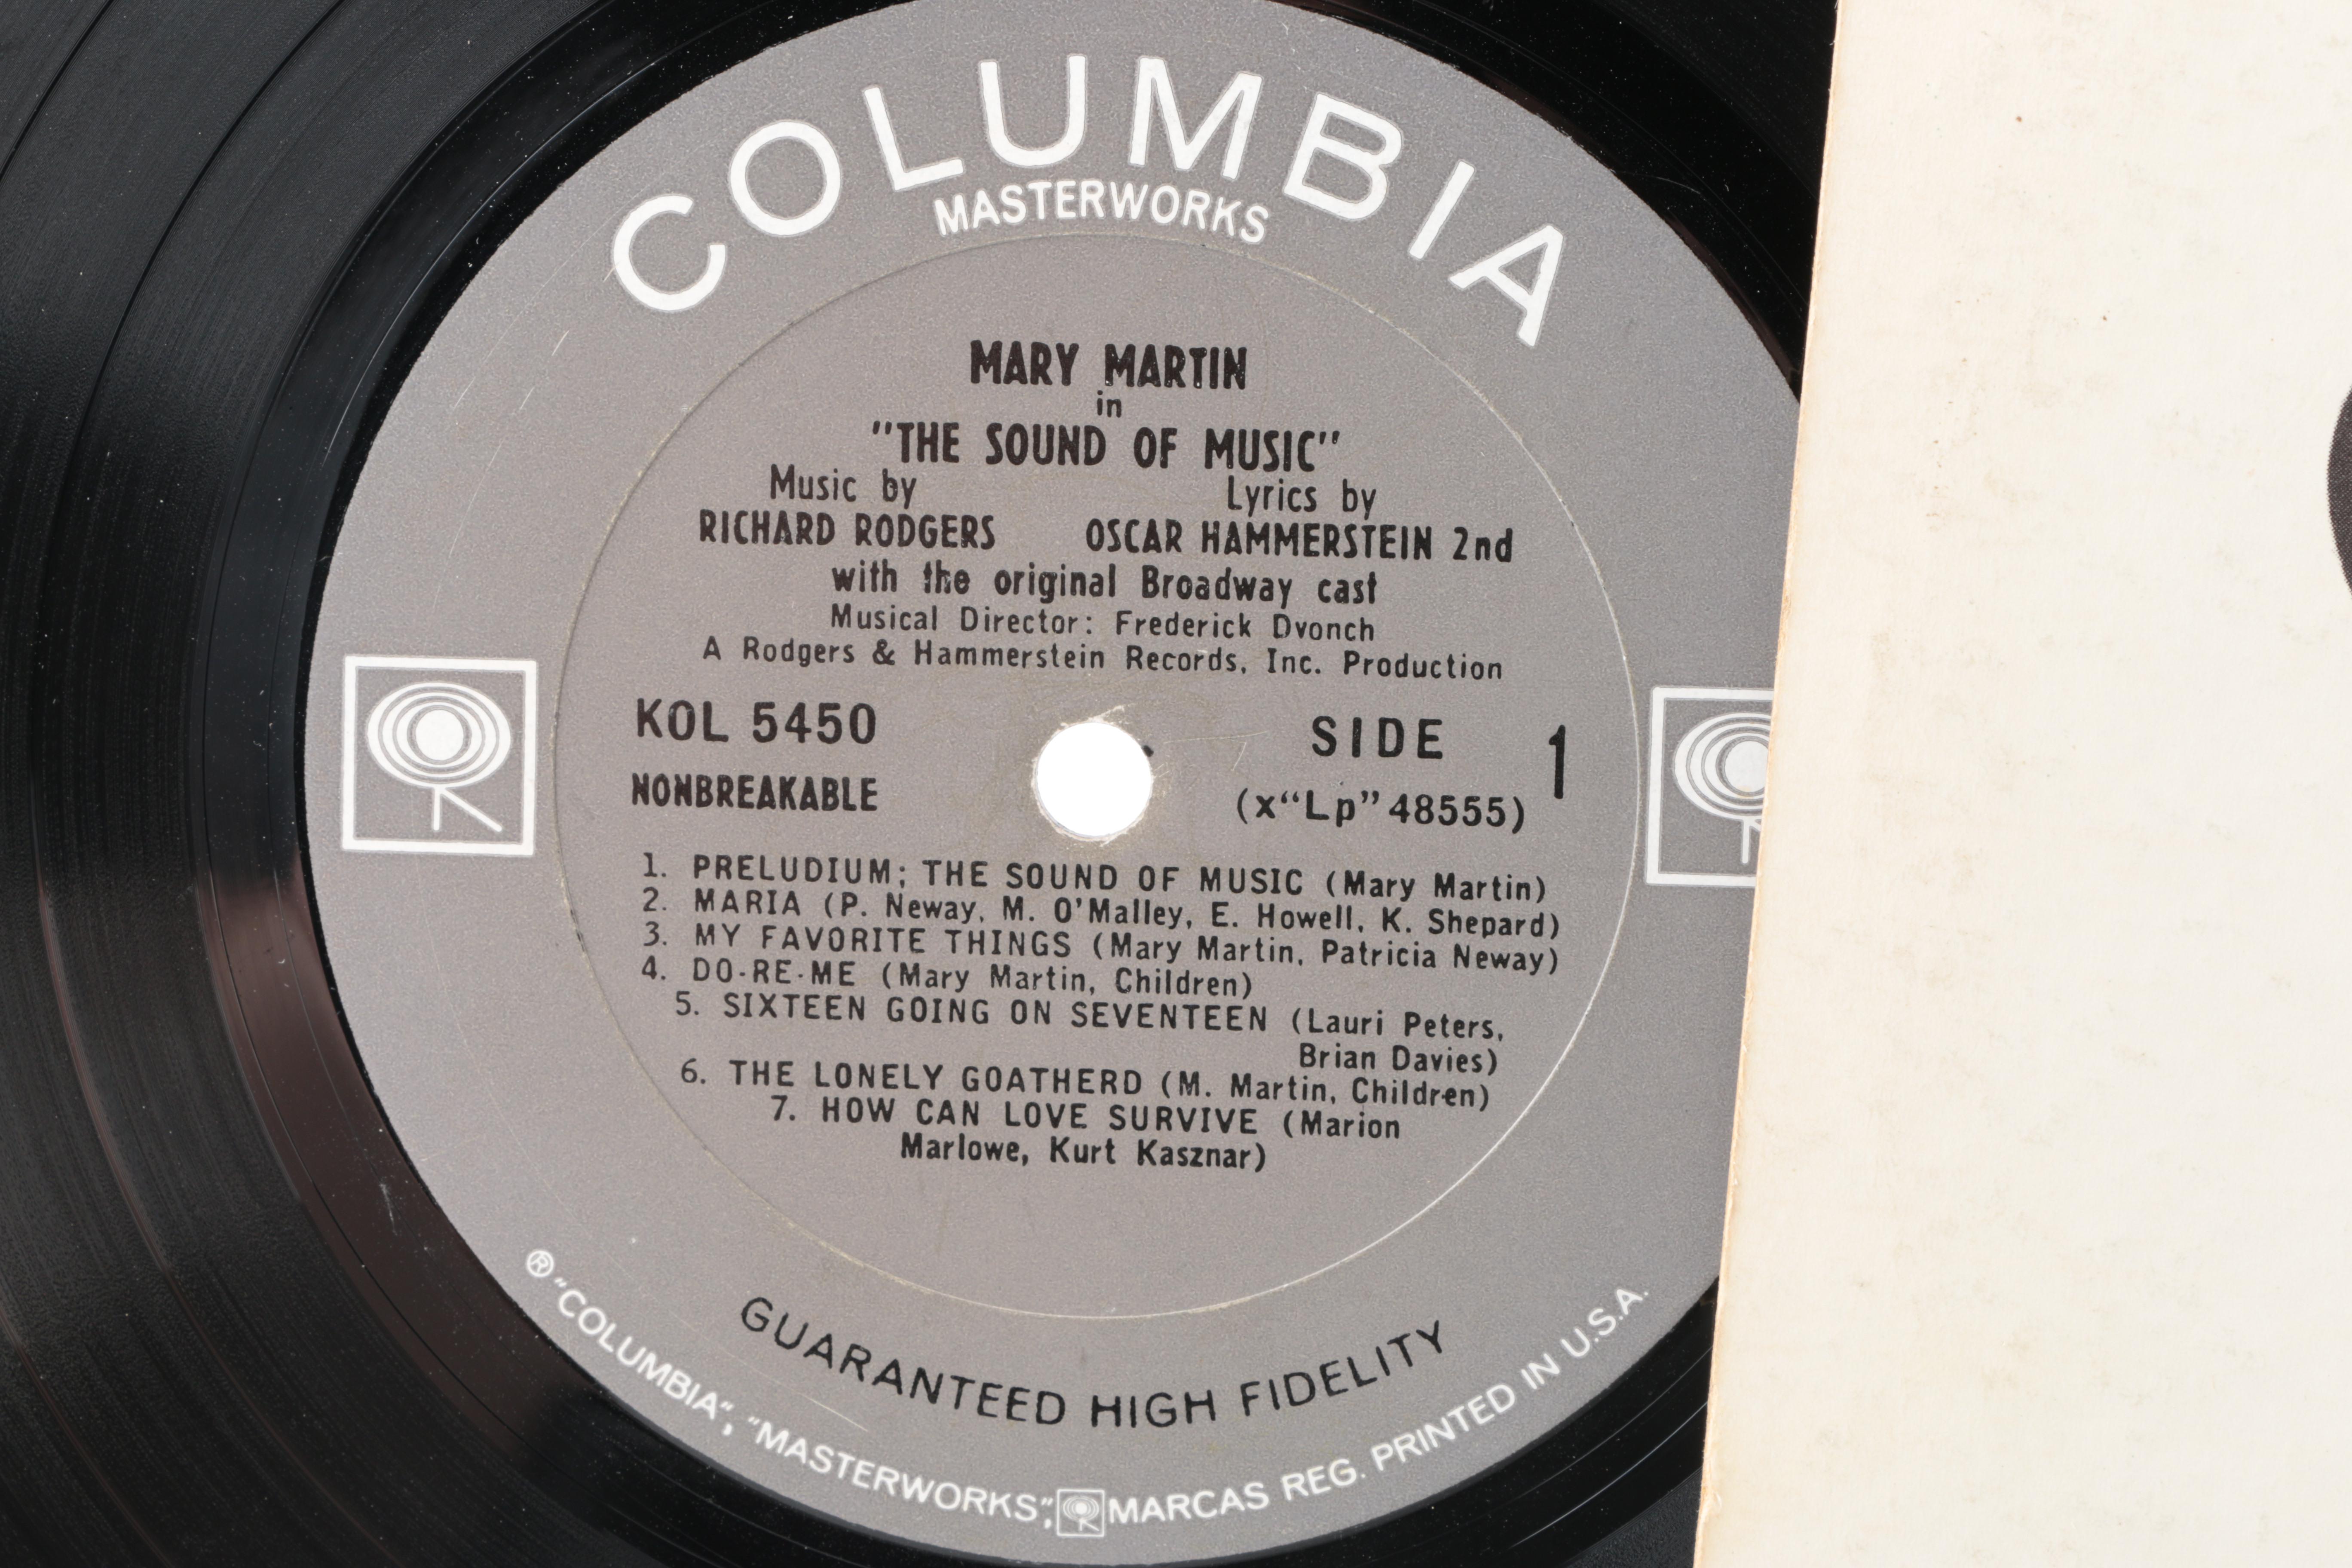 COLUMBIA
MASTERWORKS
MARY MARTIN
in
"THE SOUND OF MUSIC"
Music by Lyrics by
RICHARD RODGERS OSCAR HAMMERSTEIN 2nd
with the original Broadway cast
Musical Director: Frederick Dvonch
A Rodgers & Hammerstein Records, Inc. Production
KOL 5450 SIDE 1
NONBREAKABLE (x“Lp” 48555)
1. PRELUDIUM; THE SOUND OF MUSIC (Mary Martin)
2. MARIA (P. Neway, M. O'Malley, E. Howell, K. Shepard)
3. MY FAVORITE THINGS (Mary Martin, Patricia Neway)
4. DO-RE-ME (Mary Martin, Children)
5. SIXTEEN GOING ON SEVENTEEN (Lauri Peters,
Brian Davies)
6. THE LONELY GOATHERD (M. Martin, Children)
7. HOW CAN LOVE SURVIVE (Marion
Marlowe, Kurt Kasznar)
GUARANTEED HIGH FIDELITY
® "COLUMBIA", "MASTERWORKS", MARCAS REG. PRINTED IN U.S.A.